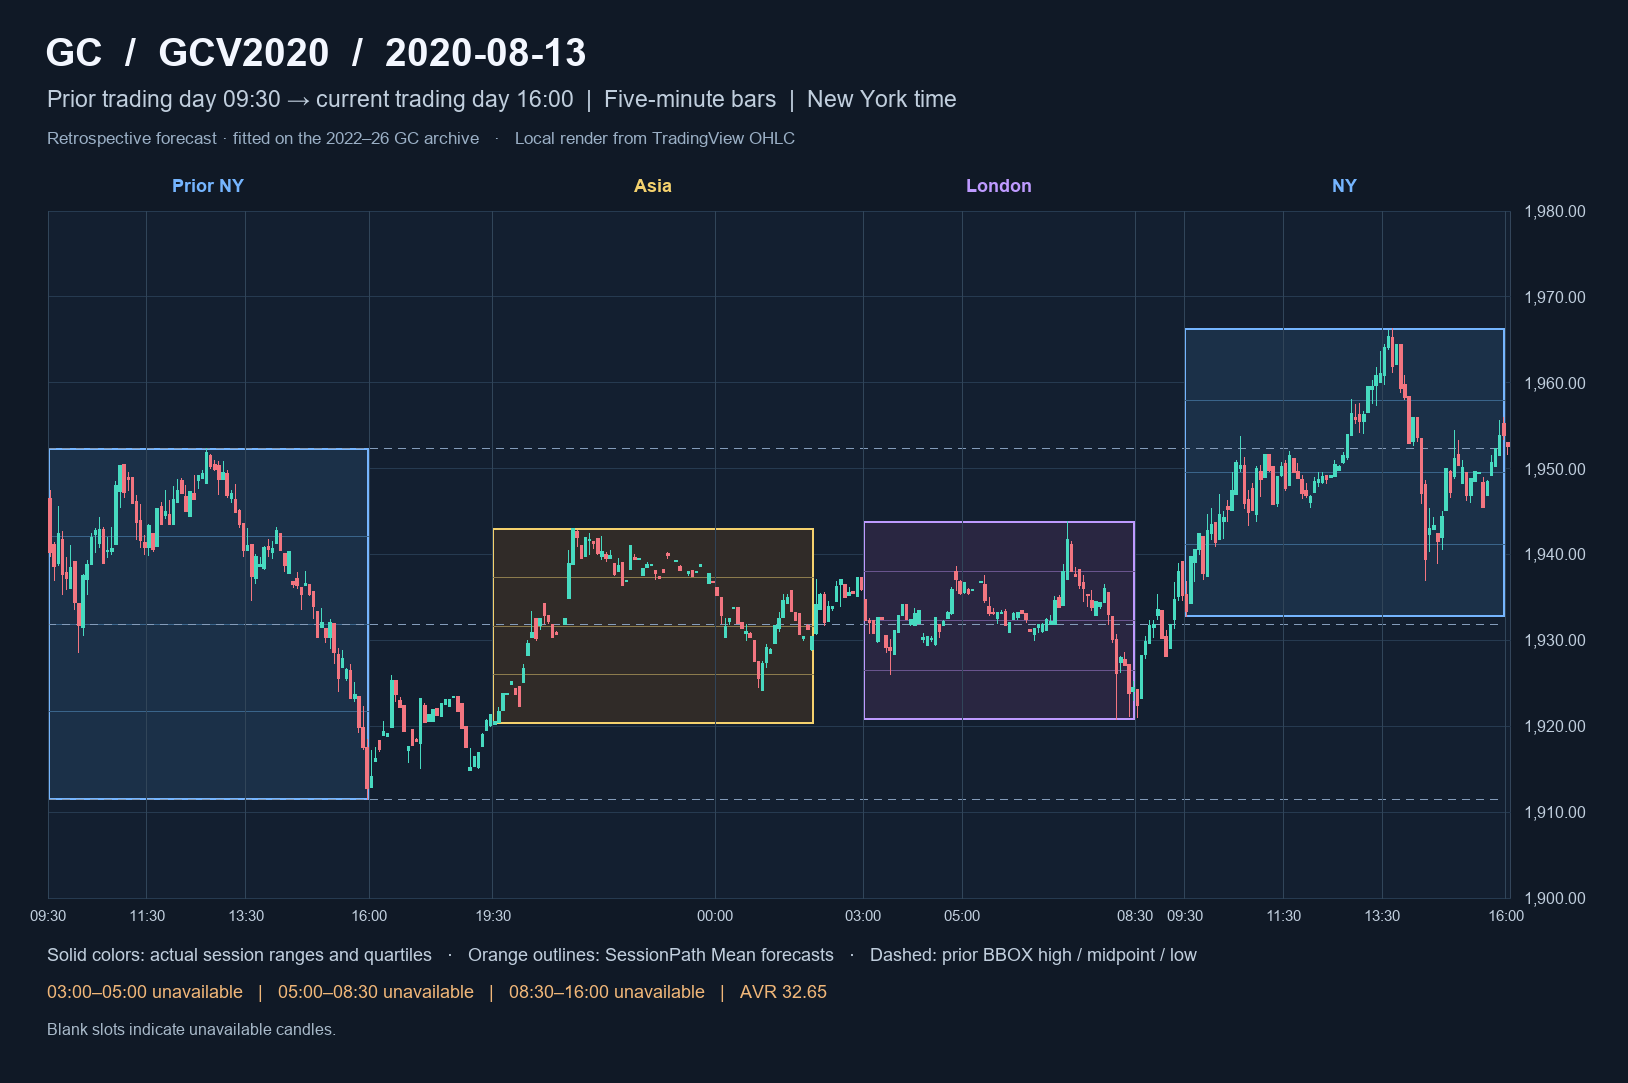 GC / GCV2020 / 2020-08-13
Prior trading day 09:30 → current trading day 16:00 | Five-minute bars | New York time
Retrospective forecast · fitted on the 2022–26 GC archive · Local render from TradingView OHLC
Prior NY Asia London NY
1,980.00
1,970.00
1,960.00
1,950.00
1,940.00
1,930.00
1,920.00
1,910.00
1,900.00
09:30 11:30 13:30 16:00 19:30 00:00 03:00 05:00 08:30 09:30 11:30 13:30 16:00
Solid colors: actual session ranges and quartiles · Orange outlines: SessionPath Mean forecasts · Dashed: prior BBOX high / midpoint / low
03:00–05:00 unavailable | 05:00–08:30 unavailable | 08:30–16:00 unavailable | AVR 32.65
Blank slots indicate unavailable candles.